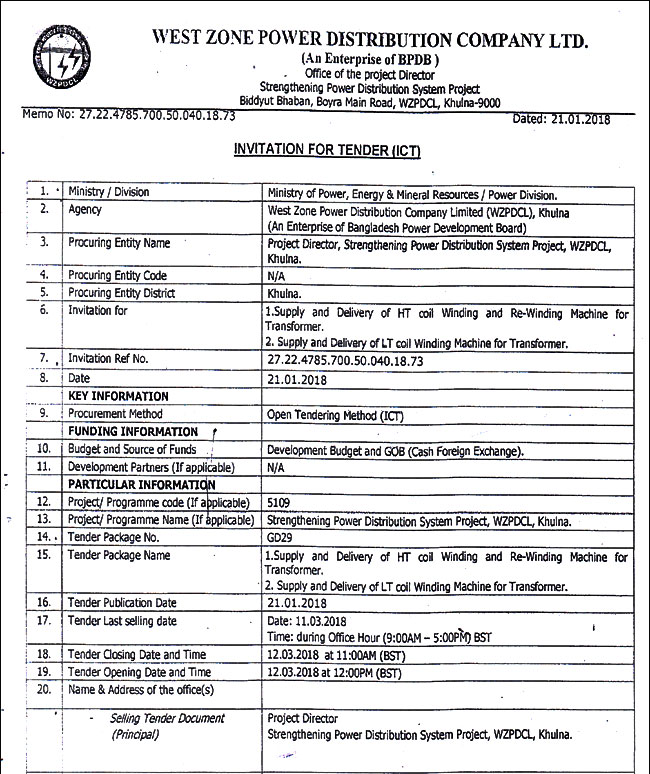 WZPDCL
WEST ZONE POWER DISTRIBUTION COMPANY LTD.
(An Enterprise of BPDB )
Office of the project Director
Strengthening Power Distribution System Project
Biddyut Bhaban, Boyra Main Road, WZPDCL, Khulna-9000
Memo No: 27.22.4785.700.50.040.18.73 Dated: 21.01.2018
INVITATION FOR TENDER (ICT)
1. Ministry / Division Ministry of Power, Energy & Mineral Resources / Power Division.
2. Agency West Zone Power Distribution Company Limited (WZPDCL), Khulna
(An Enterprise of Bangladesh Power Development Board)
3. Procuring Entity Name Project Director, Strengthening Power Distribution System Project, WZPDCL,
Khulna.
4. Procuring Entity Code N/A
5. Procuring Entity District Khulna.
6. Invitation for 1.Supply and Delivery of HT coil Winding and Re-Winding Machine for
Transformer.
2. Supply and Delivery of LT coil Winding Machine for Transformer.
7. Invitation Ref No. 27.22.4785.700.50.040.18.73
8. Date 21.01.2018
KEY INFORMATION
9. Procurement Method Open Tendering Method (ICT)
FUNDING INFORMATION
10. Budget and Source of Funds Development Budget and GOB (Cash Foreign Exchange).
11. Development Partners (If applicable) N/A
PARTICULAR INFORMATION
12. Project/ Programme code (If applicable) 5109
13. Project/ Programme Name (If applicable) Strengthening Power Distribution System Project, WZPDCL, Khulna.
14. Tender Package No. GD29
15. Tender Package Name 1.Supply and Delivery of HT coil Winding and Re-Winding Machine for
Transformer.
2. Supply and Delivery of LT coil Winding Machine for Transformer.
16. Tender Publication Date 21.01.2018
17. Tender Last selling date Date: 11.03.2018
Time: during Office Hour (9:00AM – 5:00PM) BST
18. Tender Closing Date and Time 12.03.2018 at 11:00AM (BST)
19. Tender Opening Date and Time 12.03.2018 at 12:00PM (BST)
20. Name & Address of the office(s)
- Selling Tender Document Project Director
(Principal) Strengthening Power Distribution System Project, WZPDCL, Khulna.